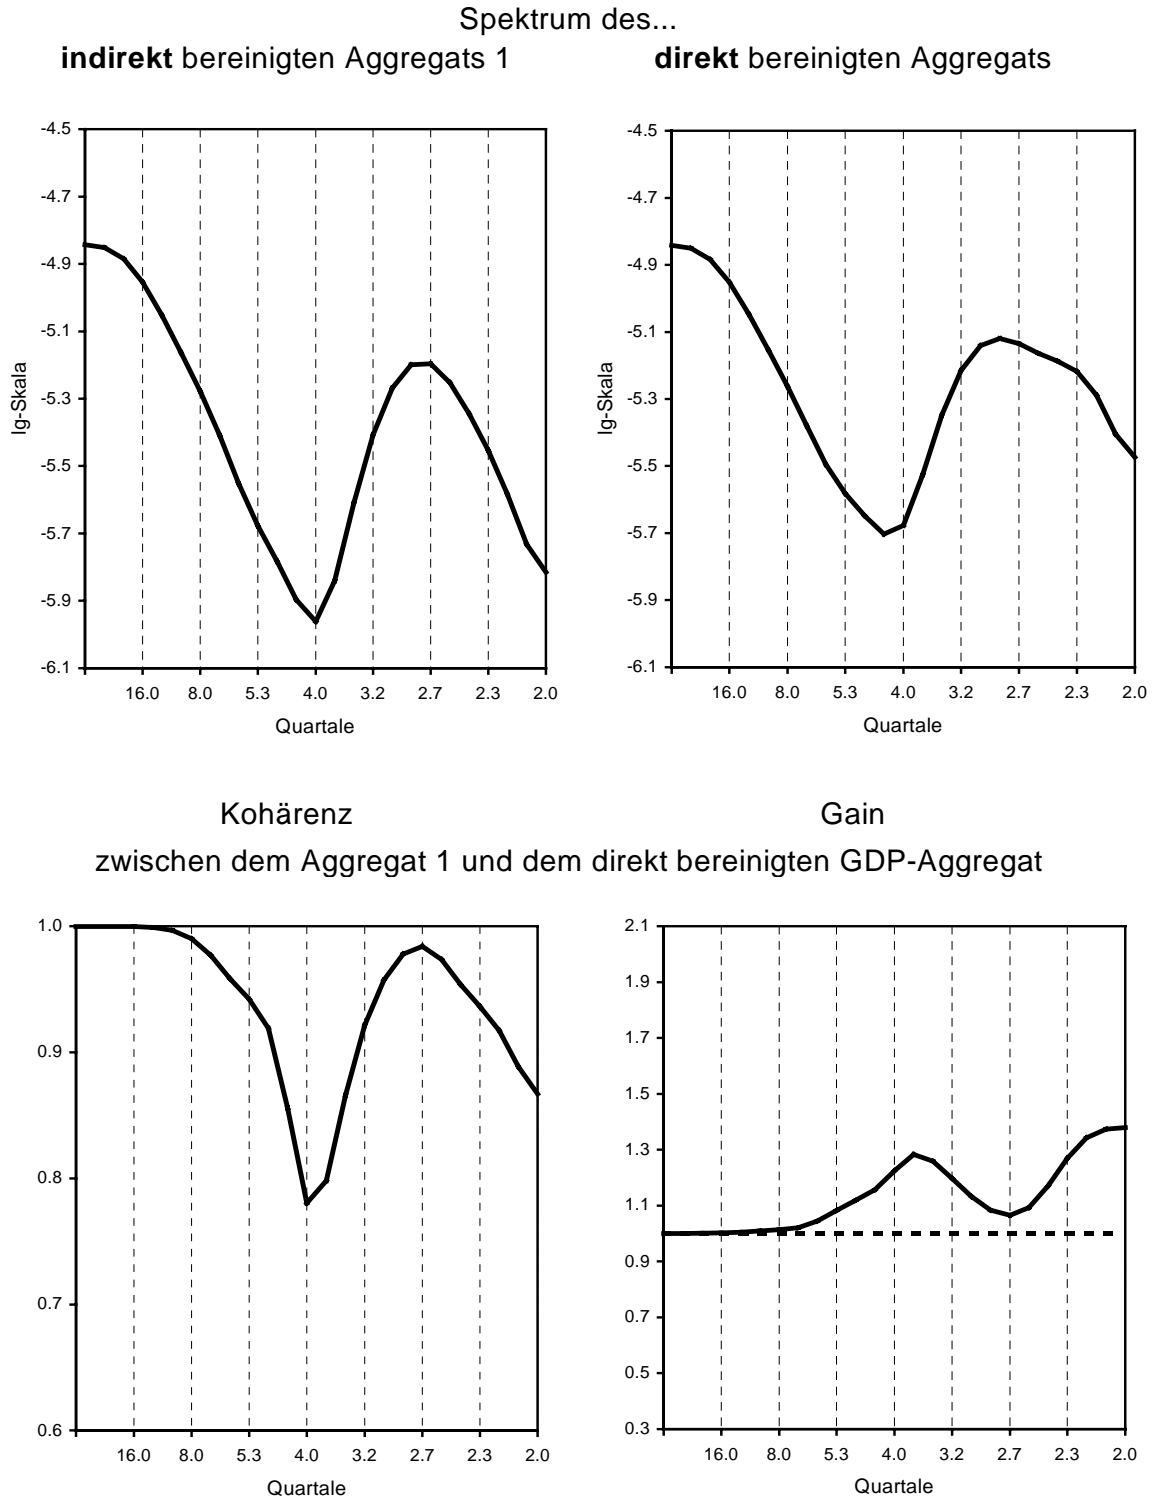 Spektrum des...
indirekt bereinigten Aggregats 1
direkt bereinigten Aggregats
-4.5
-4.7
-4.9
-5.1
-5.3
-5.5
-5.7
-5.9
-6.1
lg-Skala
16.0 8.0 5.3 4.0 3.2 2.7 2.3 2.0
Quartale
-4.5
-4.7
-4.9
-5.1
-5.3
-5.5
-5.7
-5.9
-6.1
lg-Skala
16.0 8.0 5.3 4.0 3.2 2.7 2.3 2.0
Quartale
Kohärenz
Gain
zwischen dem Aggregat 1 und dem direkt bereinigten GDP-Aggregat
1.0
0.9
0.8
0.7
0.6
16.0 8.0 5.3 4.0 3.2 2.7 2.3 2.0
Quartale
2.1
1.9
1.7
1.5
1.3
1.1
0.9
0.7
0.5
0.3
16.0 8.0 5.3 4.0 3.2 2.7 2.3 2.0
Quartale